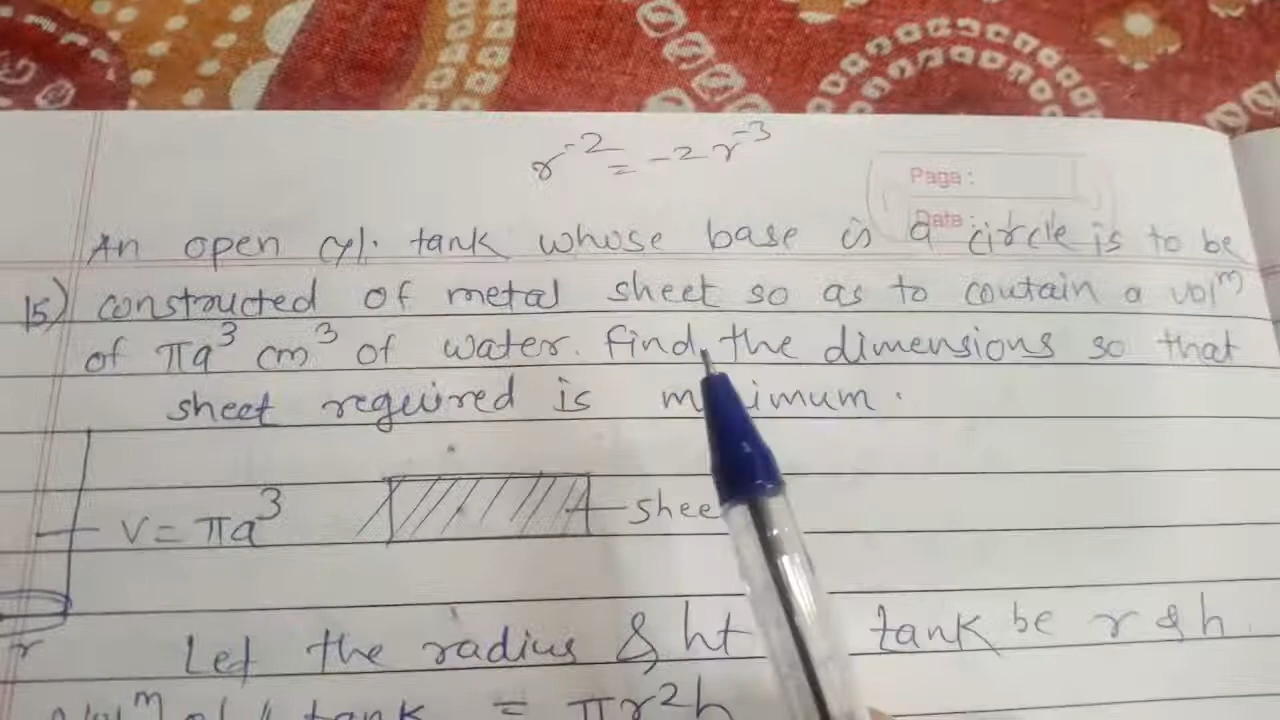 r⁻² = -2r⁻³
Page:
Date
An open cyl. tank whose base is a circle is to be
15) constructed of metal sheet so as to contain a volᵐ
of πa³ cm³ of water. find the dimensions so that
sheet required is
V = πa³
Let the radius & ht tank be r & h.
r
tank = πr²h